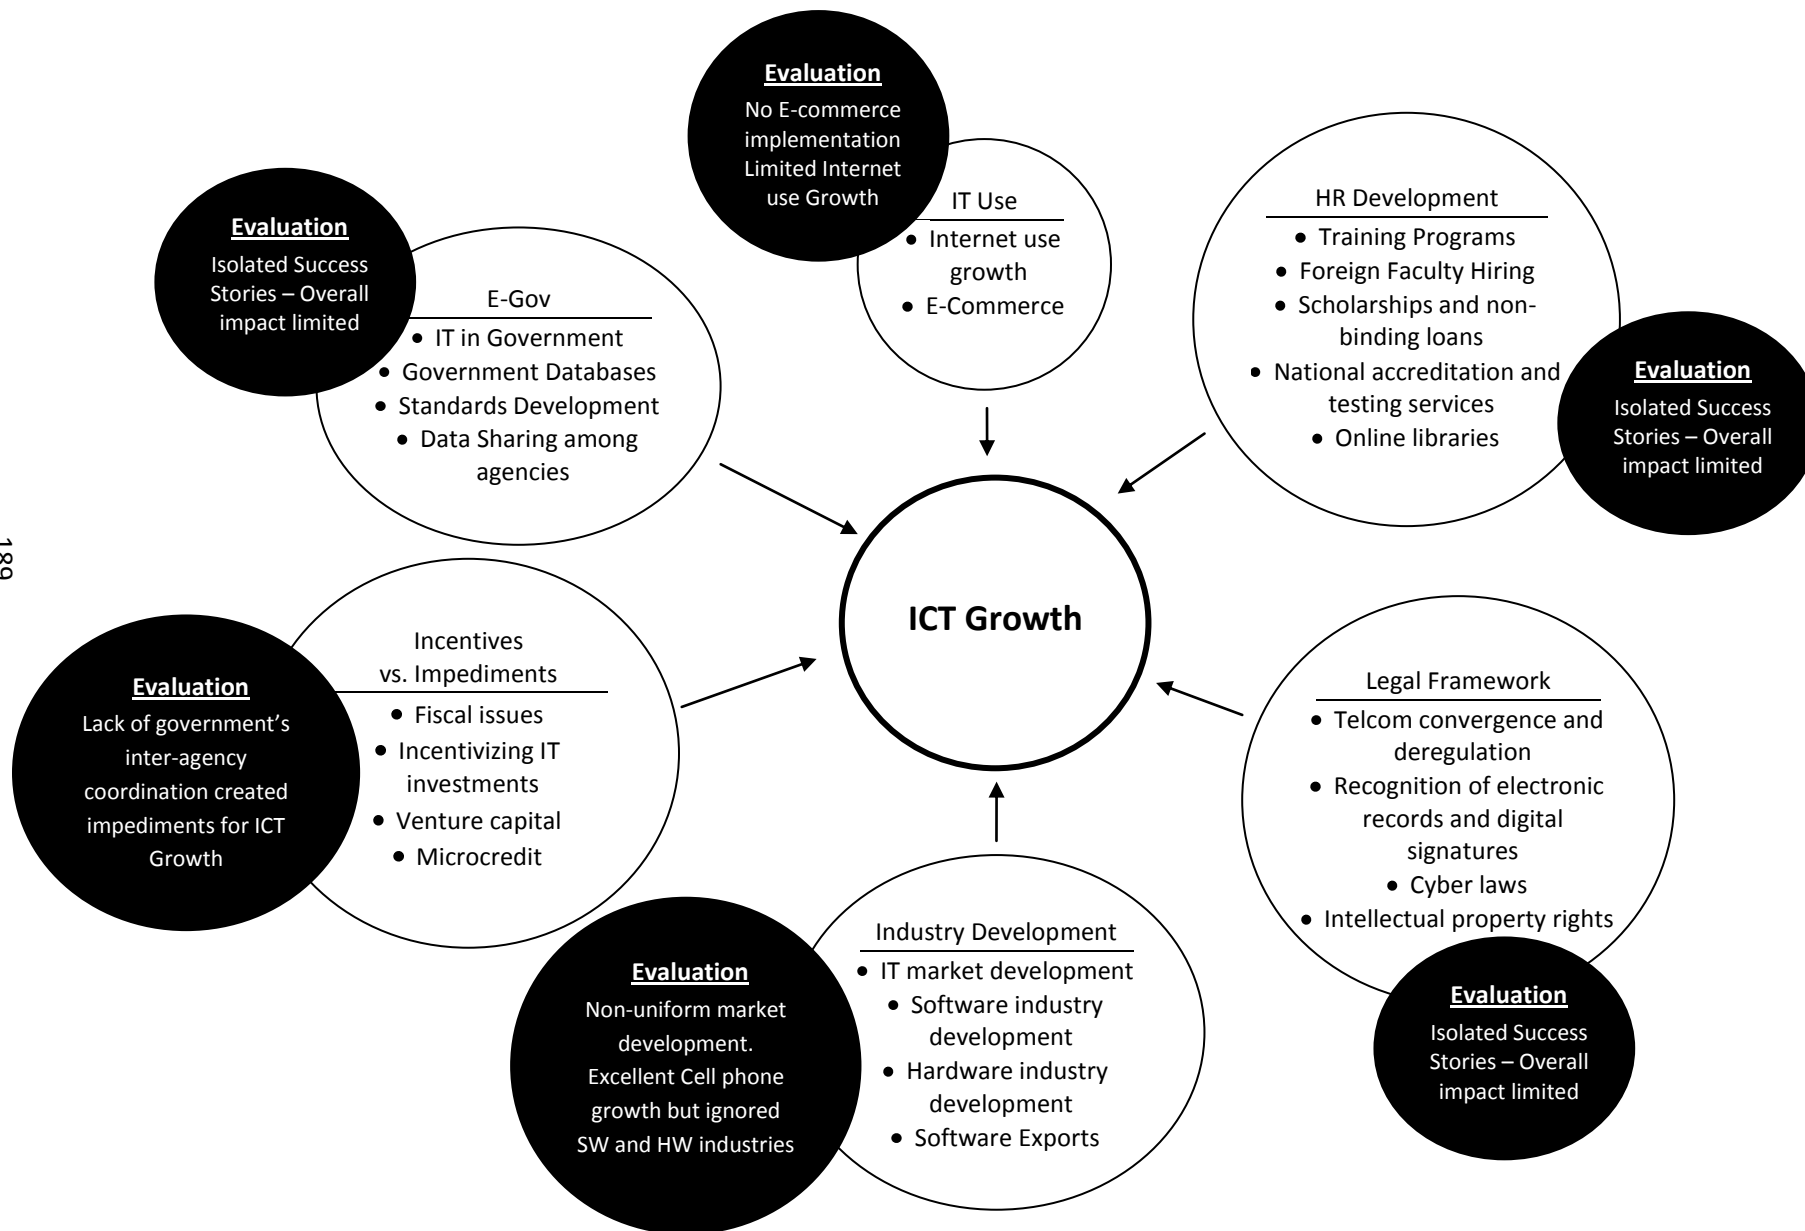 Evaluation
No E-commerce
implementation
Limited Internet
use Growth
IT Use
• Internet use
growth
• E-Commerce
HR Development
• Training Programs
• Foreign Faculty Hiring
• Scholarships and non-
binding loans
• National accreditation and
testing services
• Online libraries
Evaluation
Isolated Success
Stories – Overall
impact limited
Evaluation
Isolated Success
Stories – Overall
impact limited
E-Gov
• IT in Government
• Government Databases
• Standards Development
• Data Sharing among
agencies
189
ICT Growth
Incentives
vs. Impediments
• Fiscal issues
• Incentivizing IT
investments
• Venture capital
• Microcredit
Evaluation
Lack of government’s
inter-agency
coordination created
impediments for ICT
Growth
Legal Framework
• Telcom convergence and
deregulation
• Recognition of electronic
records and digital
signatures
• Cyber laws
• Intellectual property rights
Evaluation
Isolated Success
Stories – Overall
impact limited
Industry Development
• IT market development
• Software industry
development
• Hardware industry
development
• Software Exports
Evaluation
Non-uniform market
development.
Excellent Cell phone
growth but ignored
SW and HW industries